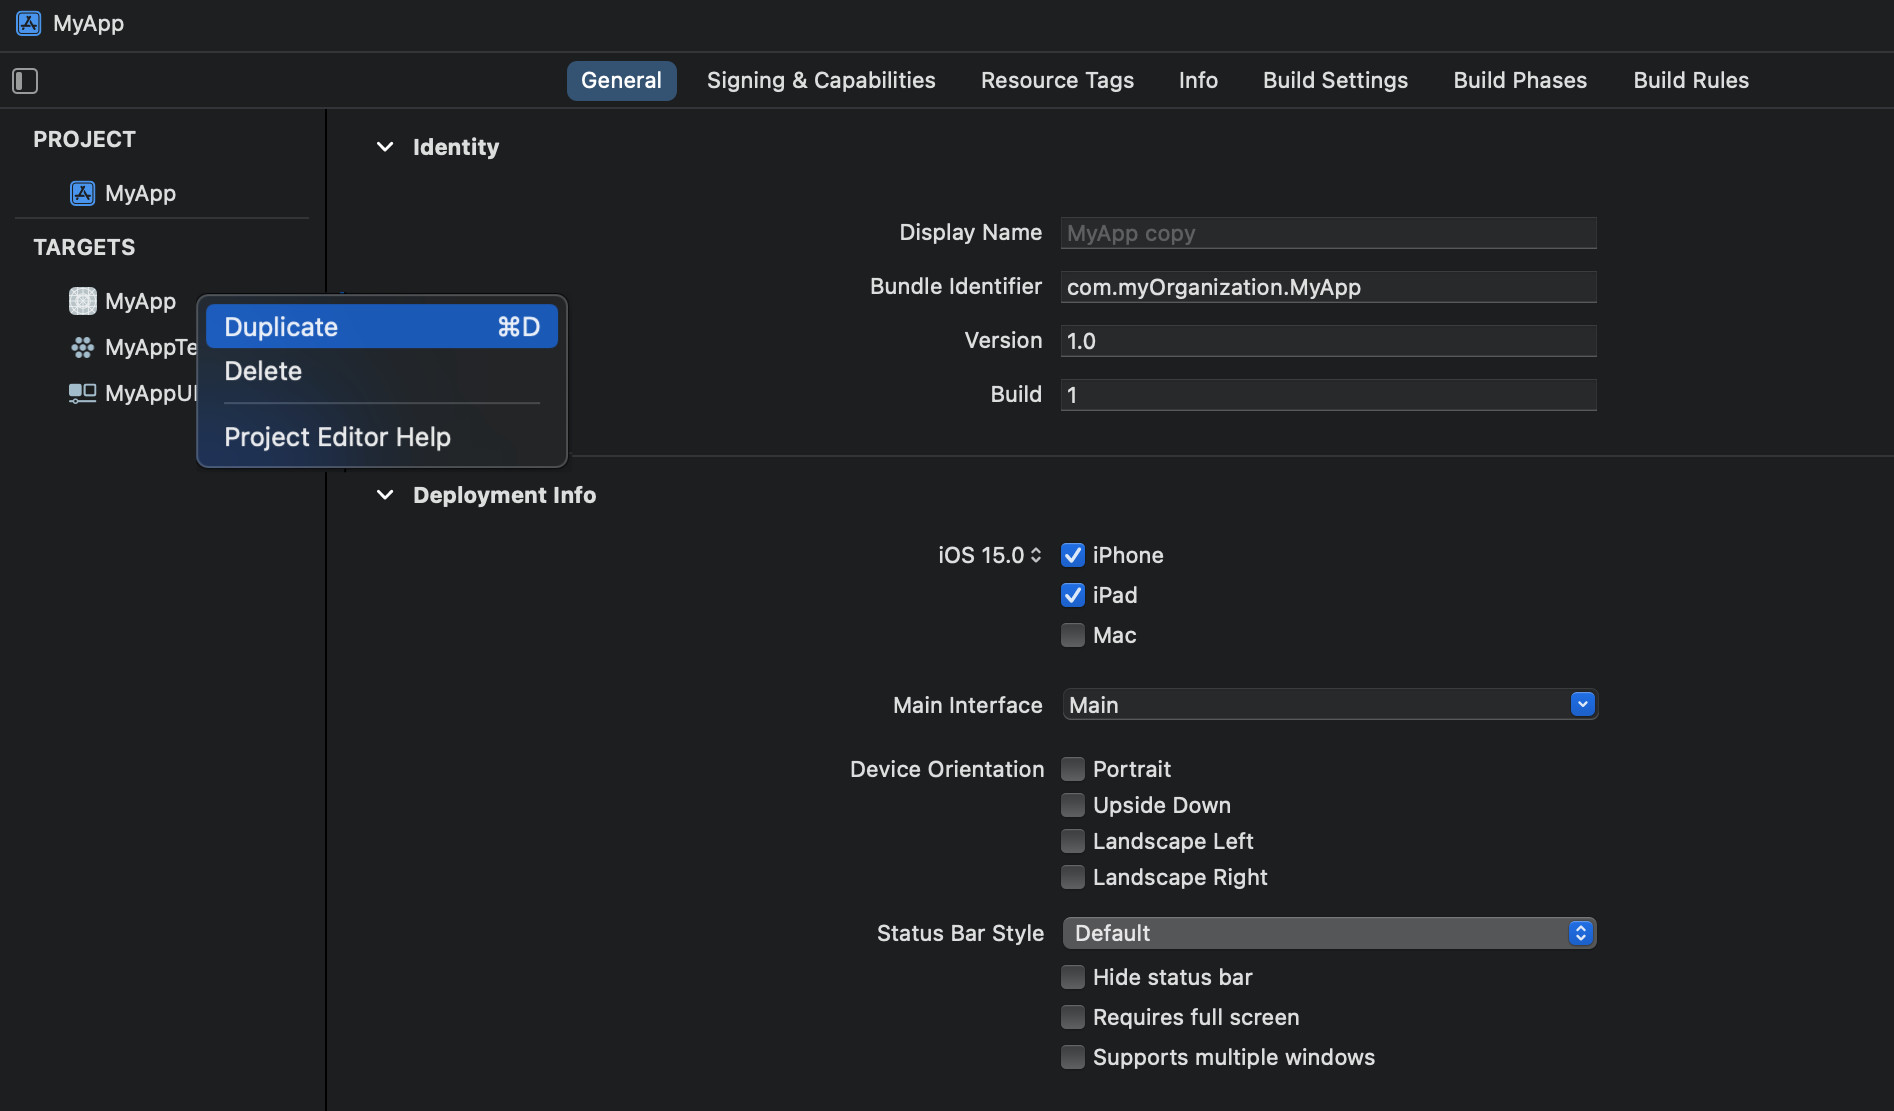 MyApp
General Signing & Capabilities Resource Tags Info Build Settings Build Phases Build Rules
PROJECT
MyApp
TARGETS
MyApp
MyAppTe
MyAppUI
Duplicate ⌘D
Delete
Project Editor Help
Identity
Display Name MyApp copy
Bundle Identifier com.myOrganization.MyApp
Version 1.0
Build 1
Deployment Info
iOS 15.0 iPhone
iPad
Mac
Main Interface Main
Device Orientation Portrait
Upside Down
Landscape Left
Landscape Right
Status Bar Style Default
Hide status bar
Requires full screen
Supports multiple windows